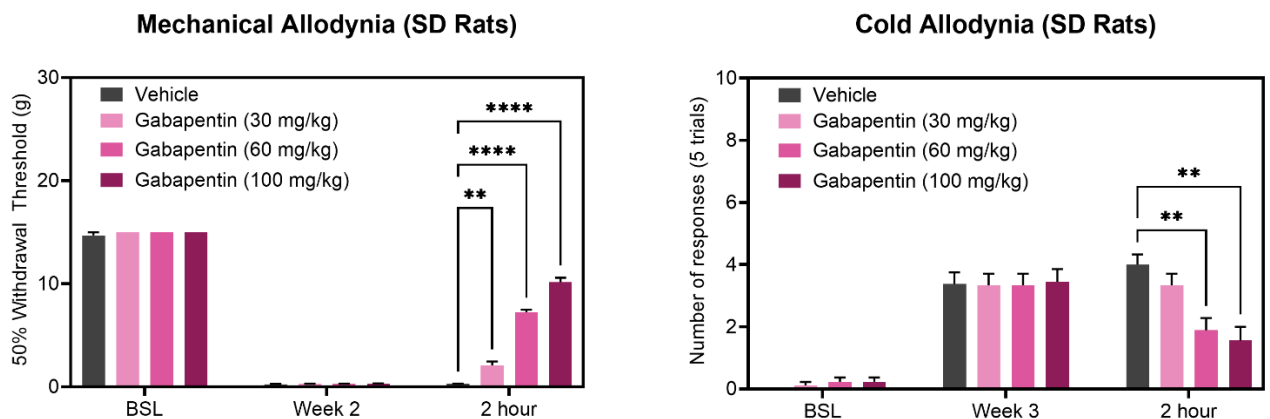 Mechanical Allodynia (SD Rats)
50% Withdrawal Threshold (g)
30
20
10
0
Vehicle
Gabapentin (30 mg/kg)
Gabapentin (60 mg/kg)
Gabapentin (100 mg/kg)
****
****
**
BSL
Week 2
2 hour
Cold Allodynia (SD Rats)
Number of responses (5 trials)
10
8
6
4
2
0
Vehicle
Gabapentin (30 mg/kg)
Gabapentin (60 mg/kg)
Gabapentin (100 mg/kg)
**
**
BSL
Week 3
2 hour